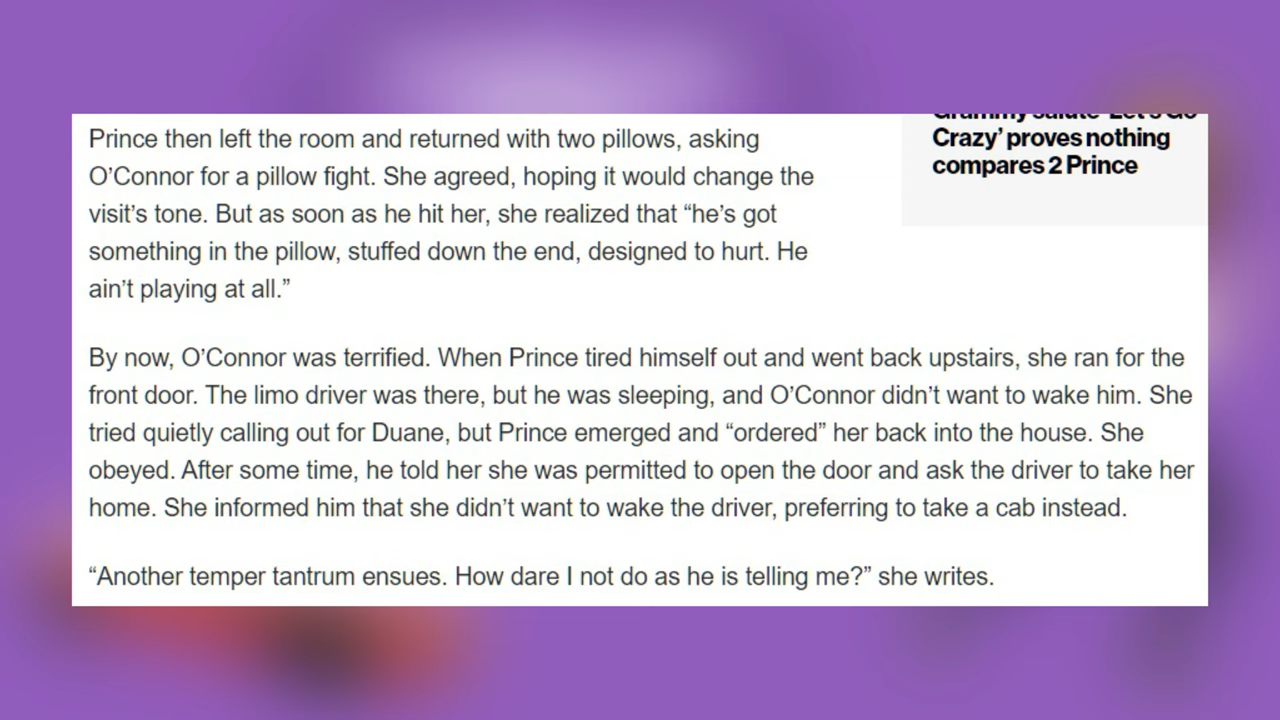 Prince then left the room and returned with two pillows, asking
O’Connor for a pillow fight. She agreed, hoping it would change the
visit’s tone. But as soon as he hit her, she realized that “he’s got
something in the pillow, stuffed down the end, designed to hurt. He
ain’t playing at all.”
By now, O’Connor was terrified. When Prince tired himself out and went back upstairs, she ran for the
front door. The limo driver was there, but he was sleeping, and O’Connor didn’t want to wake him. She
tried quietly calling out for Duane, but Prince emerged and “ordered” her back into the house. She
obeyed. After some time, he told her she was permitted to open the door and ask the driver to take her
home. She informed him that she didn’t want to wake the driver, preferring to take a cab instead.
“Another temper tantrum ensues. How dare I not do as he is telling me?” she writes.
Grammy salute ‘Let’s Go
Crazy’ proves nothing
compares 2 Prince